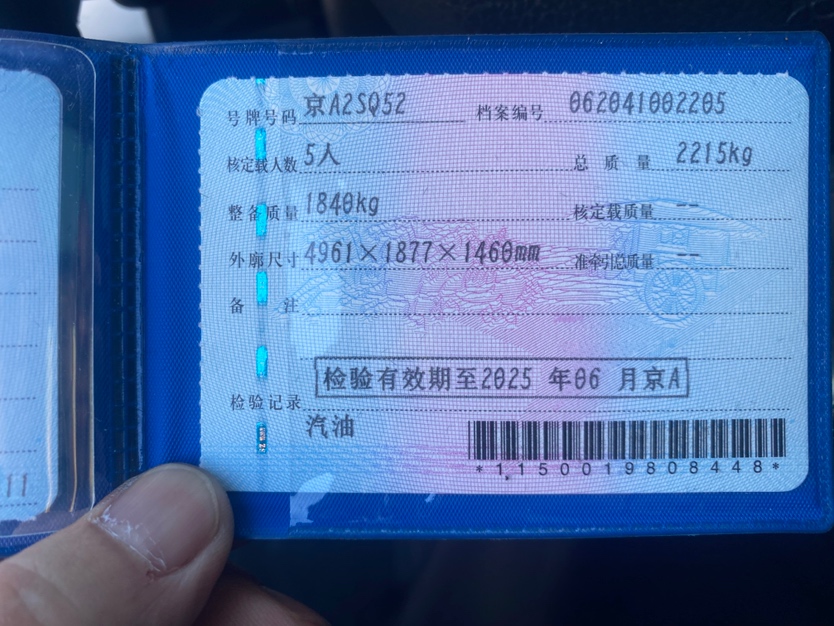 号牌号码 京A2SQ52 档案编号 062041002205
核定载人数 5人 总质量 2215kg
整备质量 1840kg 核定载质量 --
外廓尺寸 4961×1877×1460mm 准牵引总质量 --
备注
检验有效期至2025 年06 月京A
检验记录
汽油
*1150019808448*